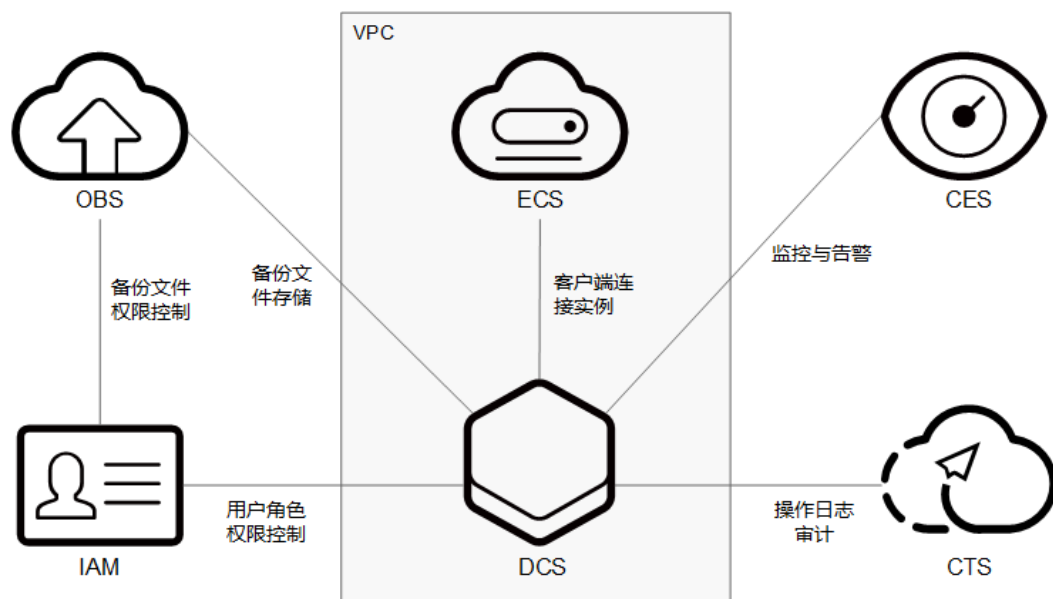 VPC
OBS
ECS
CES
备份文件
权限控制
备份文
件存储
客户端连
接实例
监控与告警
用户角色
权限控制
操作日志
审计
IAM
DCS
CTS